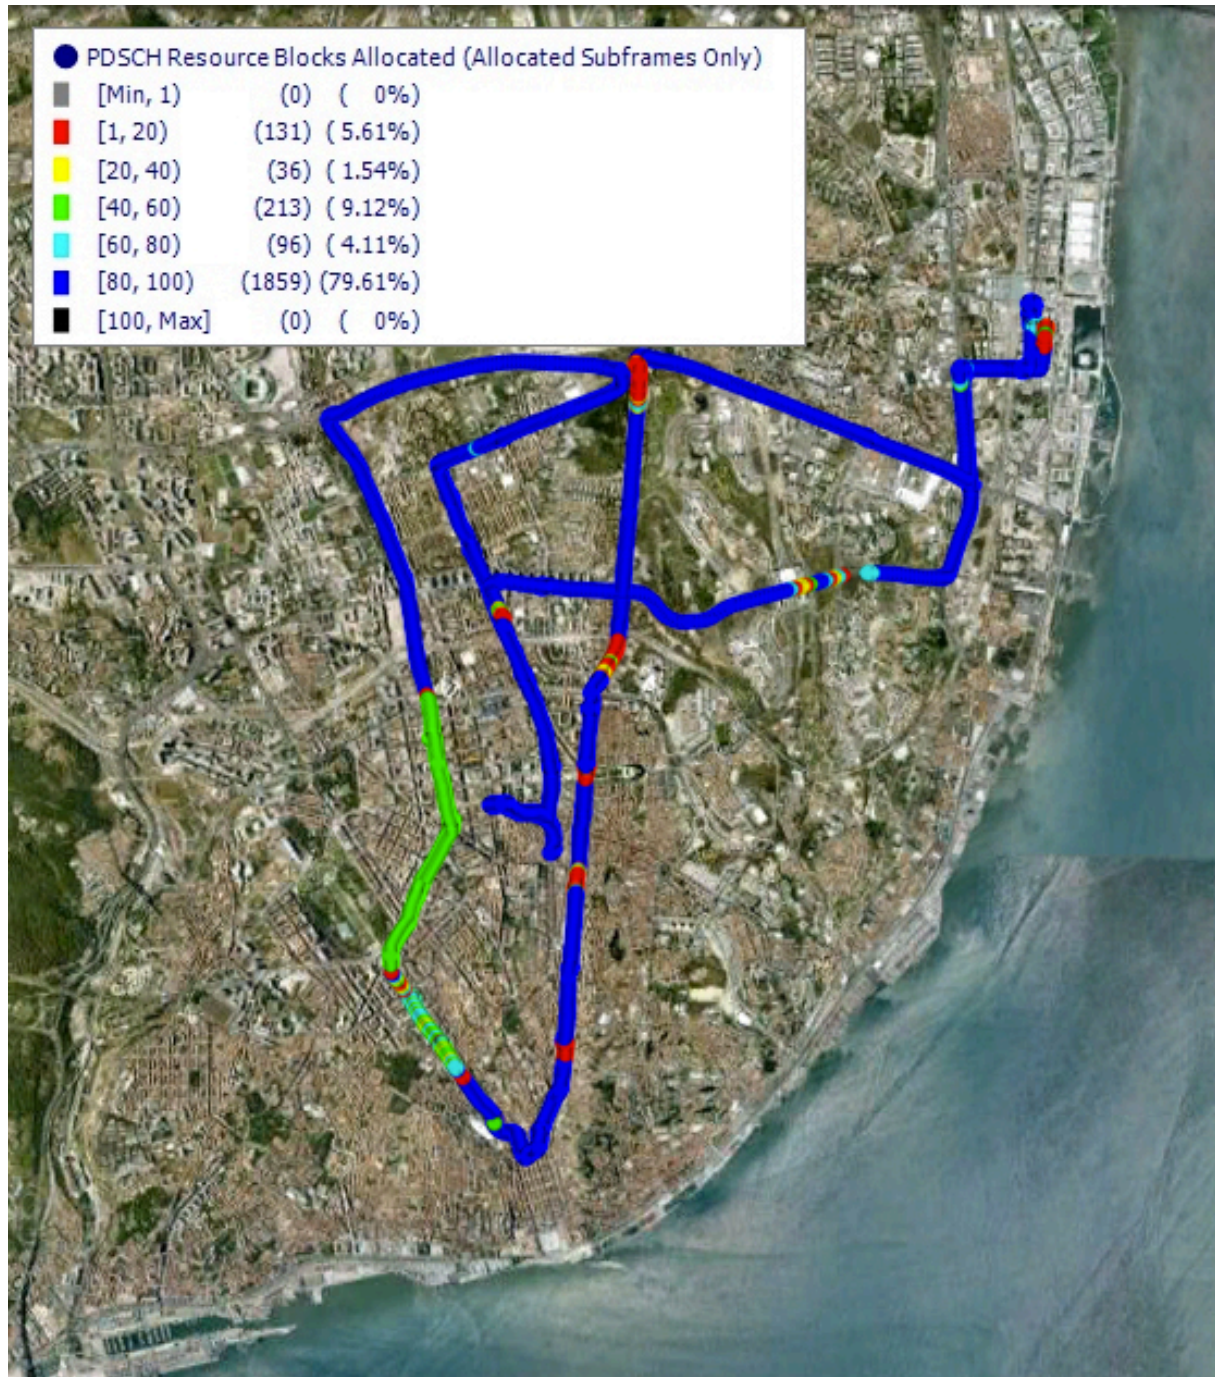 PDSCH Resource Blocks Allocated (Allocated Subframes Only)
[Min, 1) (0) ( 0%)
[1, 20) (131) ( 5.61%)
[20, 40) (36) ( 1.54%)
[40, 60) (213) ( 9.12%)
[60, 80) (96) ( 4.11%)
[80, 100) (1859) (79.61%)
[100, Max] (0) ( 0%)